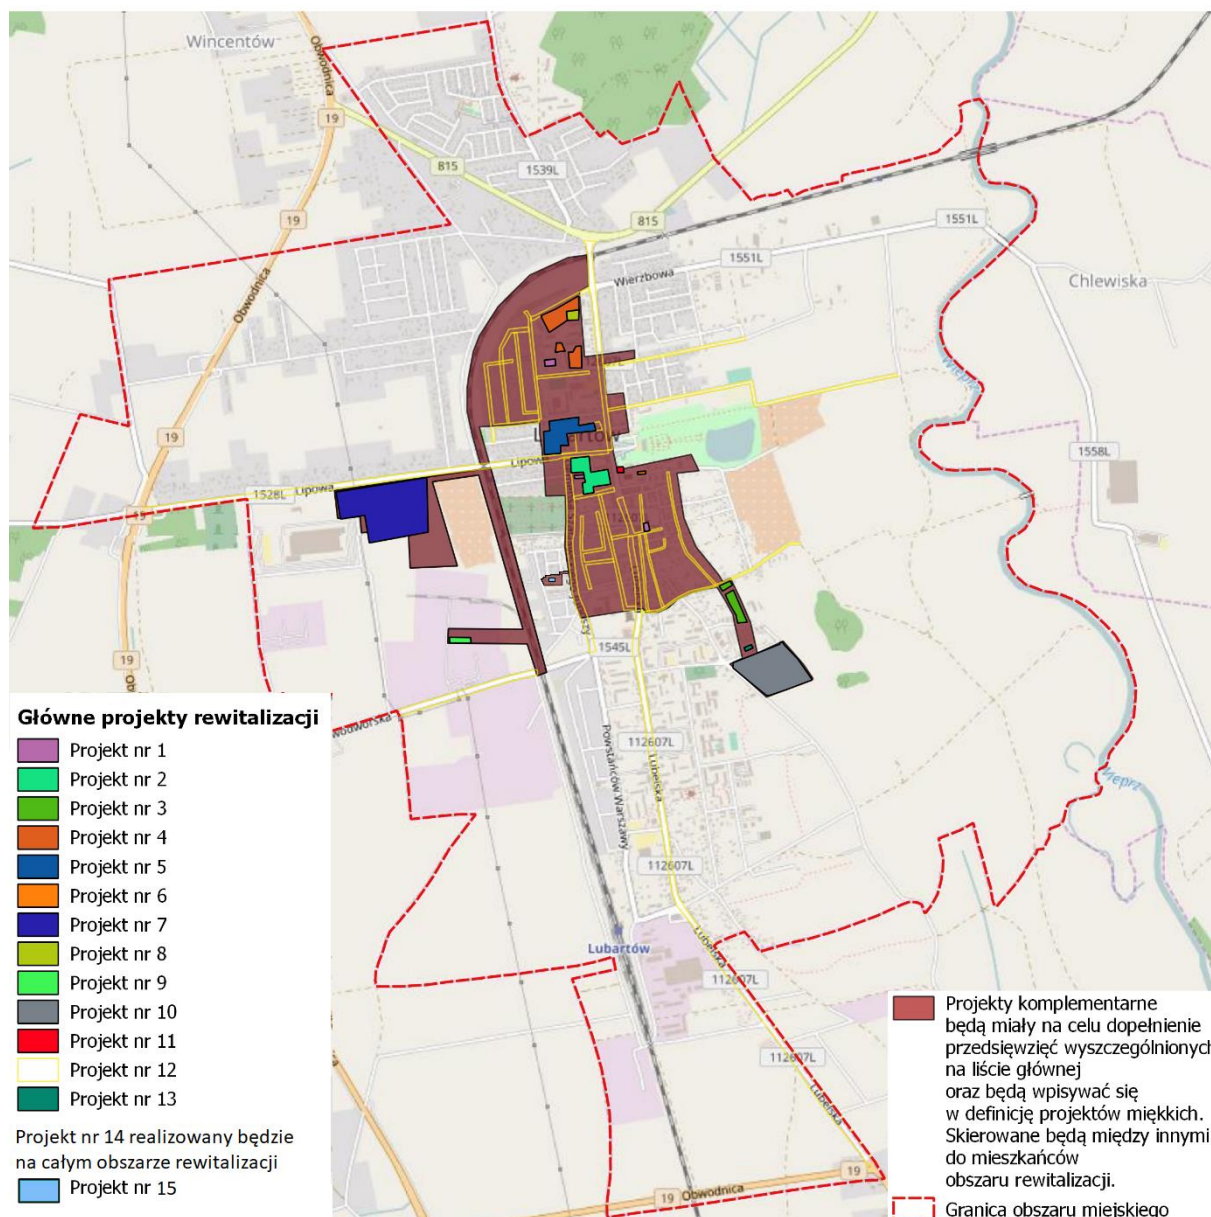 Wincentów
Obwodnica
19
815
1539L
19
815
1551L
Wierzbowa
1551L
Chlewiska
Obwodnica
Wieprz
19
Lipowa
1558L
Lipowa
1528L
19
1545L
Powstańców Warszawy
112607L
Lubelska
Wieprz
112607L
Lubartów
Lubelska
112607L
112607L
Lubelska
19
19
Obwodnica
Główne projekty rewitalizacji
Projekt nr 1
Projekt nr 2
Projekt nr 3
Projekt nr 4
Projekt nr 5
Projekt nr 6
Projekt nr 7
Projekt nr 8
Projekt nr 9
Projekt nr 10
Projekt nr 11
Projekt nr 12
Projekt nr 13
Projekt nr 14 realizowany będzie
na całym obszarze rewitalizacji
Projekt nr 15
Projekty komplementarne
będą miały na celu dopełnienie
przedsięwzięć wyszczególnionych
na liście głównej
oraz będą wpisywać się
w definicję projektów miękkich.
Skierowane będą między innymi
do mieszkańców
obszaru rewitalizacji.
Granica obszaru miejskiego